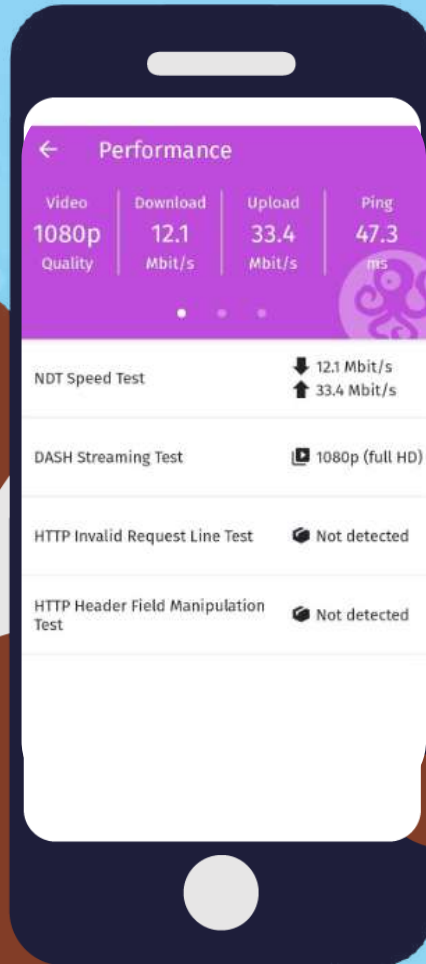 ← Performance
Video Download Upload Ping
1080p 12.1 33.4 47.3
Quality Mbit/s Mbit/s ms
NDT Speed Test
12.1 Mbit/s
33.4 Mbit/s
DASH Streaming Test 1080p (full HD)
HTTP Invalid Request Line Test Not detected
HTTP Header Field Manipulation
Test
Not detected